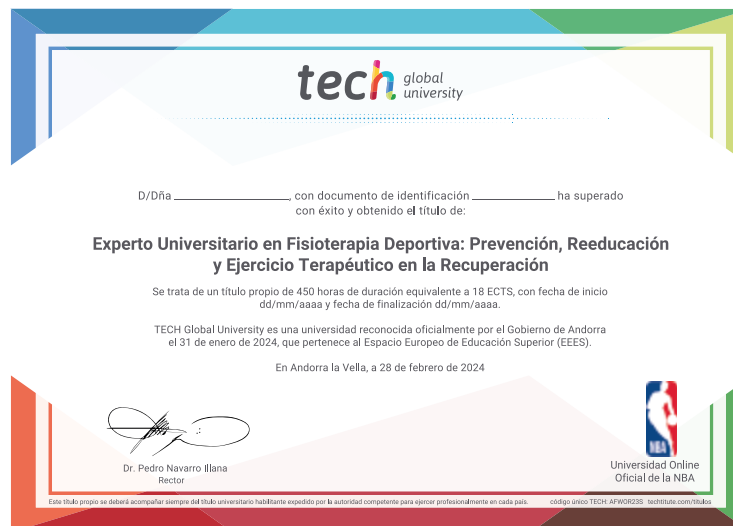 tech global university
D/Dña ______________, con documento de identificación __________ ha superado
con éxito y obtenido el título de:
Experto Universitario en Fisioterapia Deportiva: Prevención, Reeducación
y Ejercicio Terapéutico en la Recuperación
Se trata de un título propio de 450 horas de duración equivalente a 18 ECTS, con fecha de inicio
dd/mm/aaaa y fecha de finalización dd/mm/aaaa.
TECH Global University es una universidad reconocida oficialmente por el Gobierno de Andorra
el 31 de enero de 2024, que pertenece al Espacio Europeo de Educación Superior (EEES).
En Andorra la Vella, a 28 de febrero de 2024
Dr. Pedro Navarro Illana
Rector
NBA
Universidad Online
Oficial de la NBA
Este título propio se deberá acompañar siempre del título universitario habilitante expedido por la autoridad competente para ejercer profesionalmente en cada país. código único TECH: AFWOR23S techtitute.com/titulos